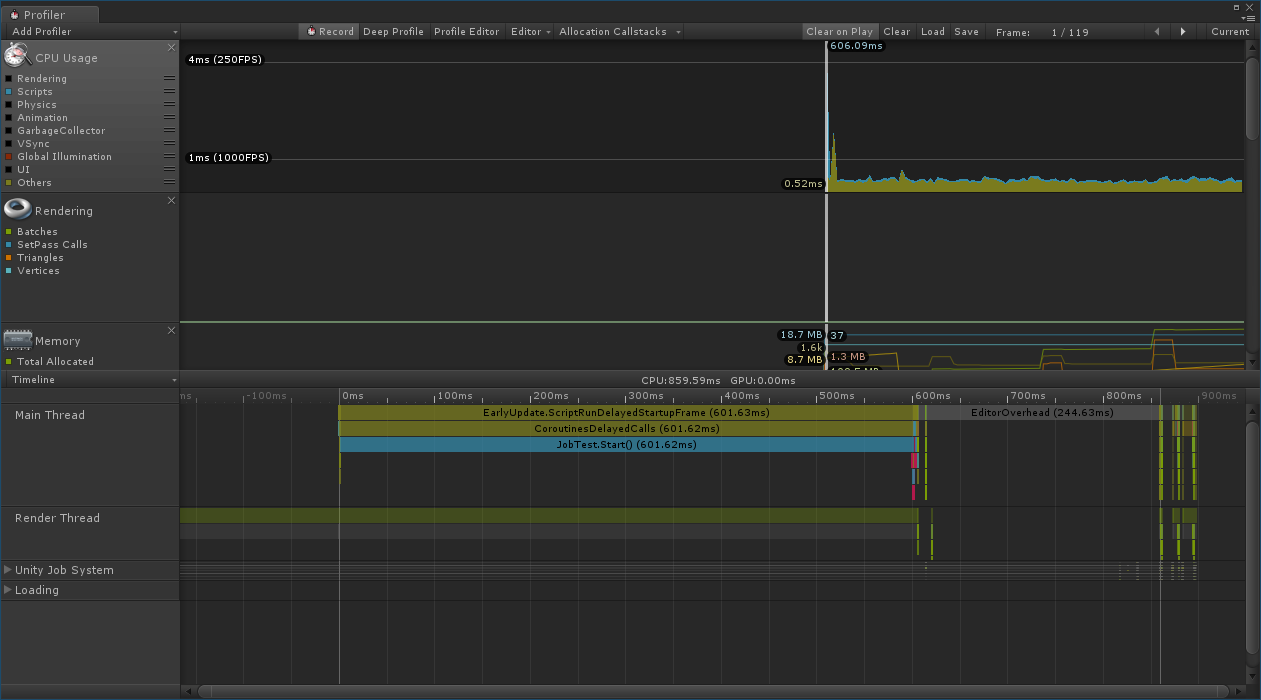 Profiler
Add Profiler Record Deep Profile Profile Editor Editor Allocation Callstacks Clear on Play Clear Load Save Frame: 1 / 119 Current
CPU Usage
Rendering
Scripts
Physics
Animation
GarbageCollector
VSync
Global Illumination
UI
Others
4ms (250FPS)
1ms (1000FPS)
606.09ms
0.52ms
Rendering
Batches
SetPass Calls
Triangles
Vertices
Memory
Total Allocated
18.7 MB 37
1.6k
8.7 MB 1.3 MB
Timeline CPU:859.59ms GPU:0.00ms
-100ms 0ms 100ms 200ms 300ms 400ms 500ms 600ms 700ms 800ms 900ms
Main Thread
EarlyUpdate.ScriptRunDelayedStartupFrame (601.63ms) EditorOverhead (244.63ms)
CoroutinesDelayedCalls (601.62ms)
JobTest.Start() (601.62ms)
Render Thread
Unity Job System
Loading